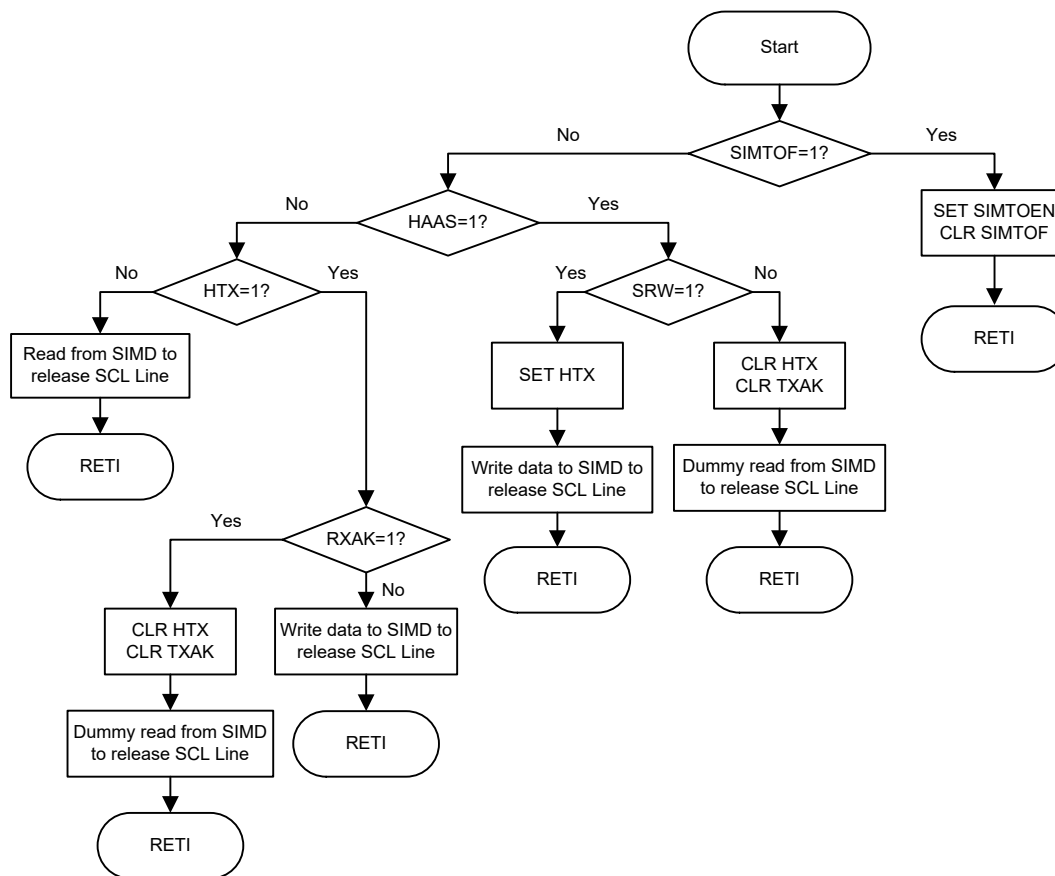 Start
No
Yes
SIMTOF=1?
SET SIMTOEN
CLR SIMTOF
RETI
No
HAAS=1?
Yes
No
HTX=1?
Yes
Yes
SRW=1?
No
Read from SIMD to
release SCL Line
RETI
SET HTX
CLR HTX
CLR TXAK
Write data to SIMD to
release SCL Line
Dummy read from SIMD
to release SCL Line
RETI
RETI
Yes
RXAK=1?
No
CLR HTX
CLR TXAK
Write data to SIMD to
release SCL Line
Dummy read from SIMD
to release SCL Line
RETI
RETI